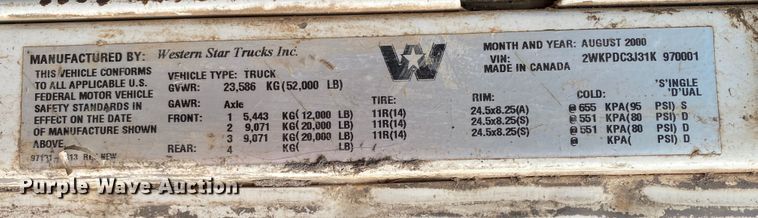 MANUFACTURED BY: Western Star Trucks Inc.
MONTH AND YEAR: AUGUST 2000
VIN: 2WKPDC3J31K 970001
MADE IN CANADA
THIS VEHICLE CONFORMS
TO ALL APPLICABLE U.S.
FEDERAL MOTOR VEHICLE
SAFETY STANDARDS IN
EFFECT ON THE DATE
OF MANUFACTURE SHOWN
ABOVE.
VEHICLE TYPE: TRUCK
GVWR: 23,586 KG (52,000 LB)
'S'INGLE
'D'UAL
GAWR: Axle TIRE: RIM: COLD:
FRONT: 1 5,443 KG(12,000 LB) 11R(14) 24.5x8.25(A) @ 655 KPA(95 PSI) S
2 9,071 KG(20,000 LB) 11R(14) 24.5x8.25(S) @ 551 KPA(80 PSI) D
3 9,071 KG(20,000 LB) 11R(14) 24.5x8.25(S) @ 551 KPA(80 PSI) D
REAR: 4 KG( LB) @ KPA( PSI)
NEW
Purple Wave Auction